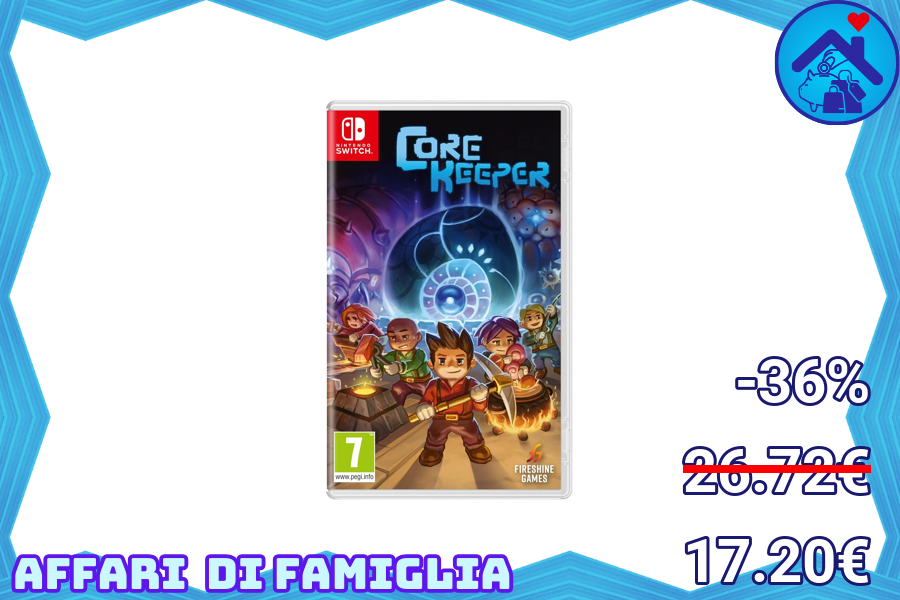 NINTENDO
SWITCH.
CORE
KEEPER
7
www.pegi.info
FIRESHINE
GAMES
-36%
26.72€
17.20€
AFFARI DI FAMIGLIA